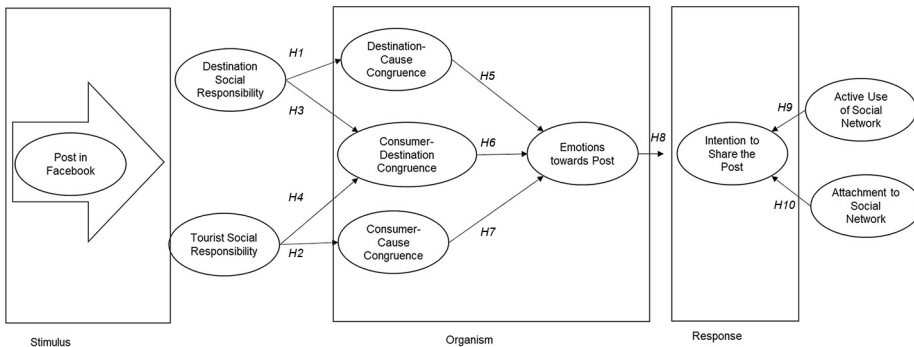 Post in
Facebook
Stimulus
Destination
Social
Responsibility
Tourist Social
Responsibility
H1
H3
H4
H2
Destination-
Cause
Congruence
Consumer-
Destination
Congruence
Consumer-
Cause
Congruence
H5
H6
H7
Emotions
towards Post
Organism
H8
Intention to
Share the
Post
Response
H9
H10
Active Use
of Social
Network
Attachment to
Social
Network